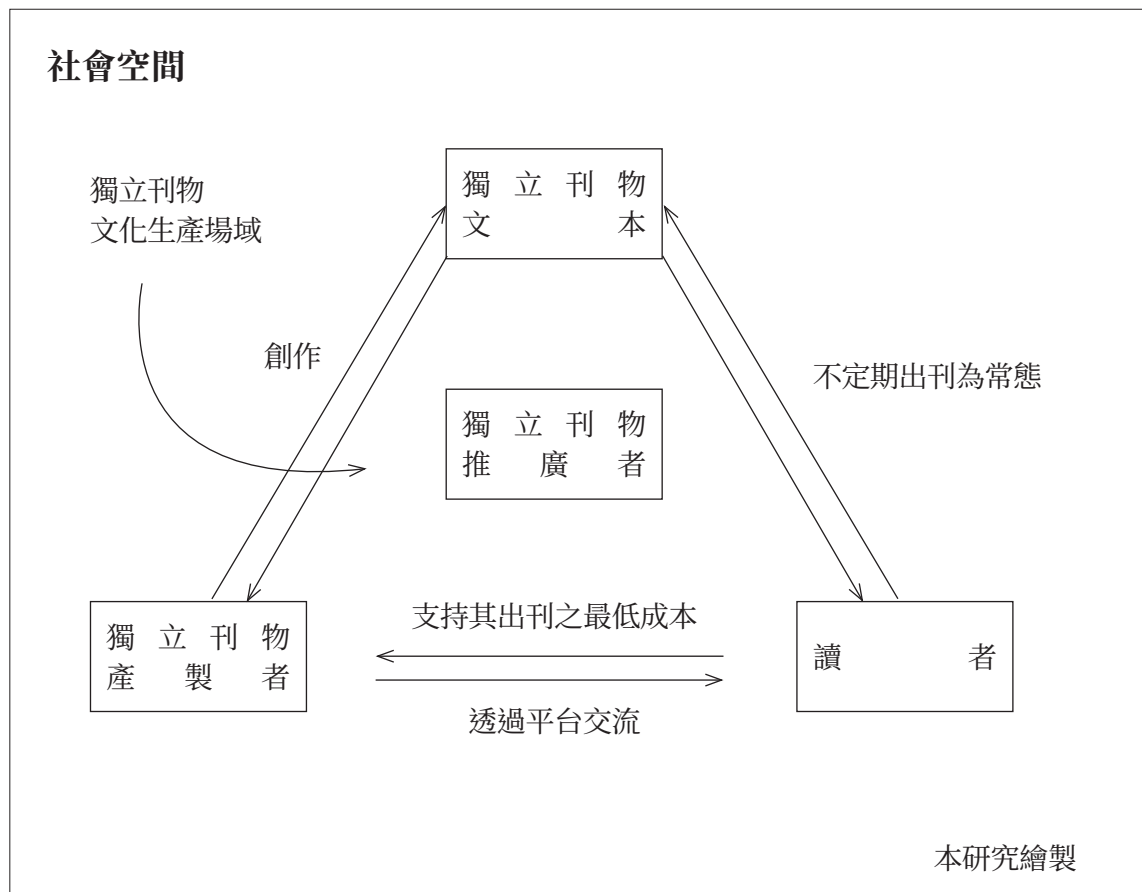 社會空間
獨立刊物
文本
獨立刊物
文化生產場域
創作
不定期出刊為常態
獨立刊物
推廣者
支持其出刊之最低成本
獨立刊物
產製者
讀者
透過平台交流
本研究繪製